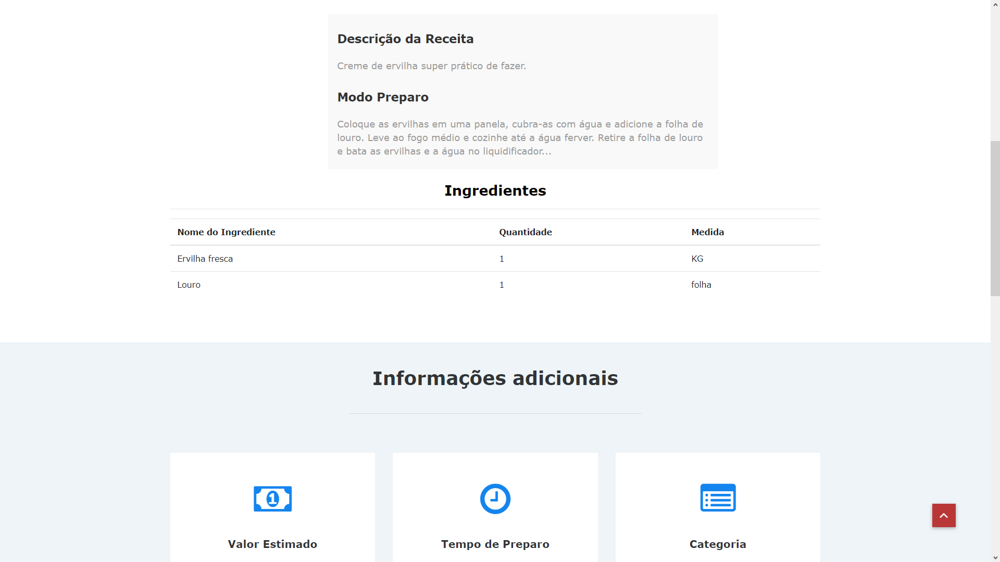 Descrição da Receita
Creme de ervilha super prático de fazer.
Modo Preparo
Coloque as ervilhas em uma panela, cubra-as com água e adicione a folha de
louro. Leve ao fogo médio e cozinhe até a água ferver. Retire a folha de louro
e bata as ervilhas e a água no liquidificador...
Ingredientes
Nome do Ingrediente Quantidade Medida
Ervilha fresca 1 KG
Louro 1 folha
Informações adicionais
1
Valor Estimado Tempo de Preparo Categoria